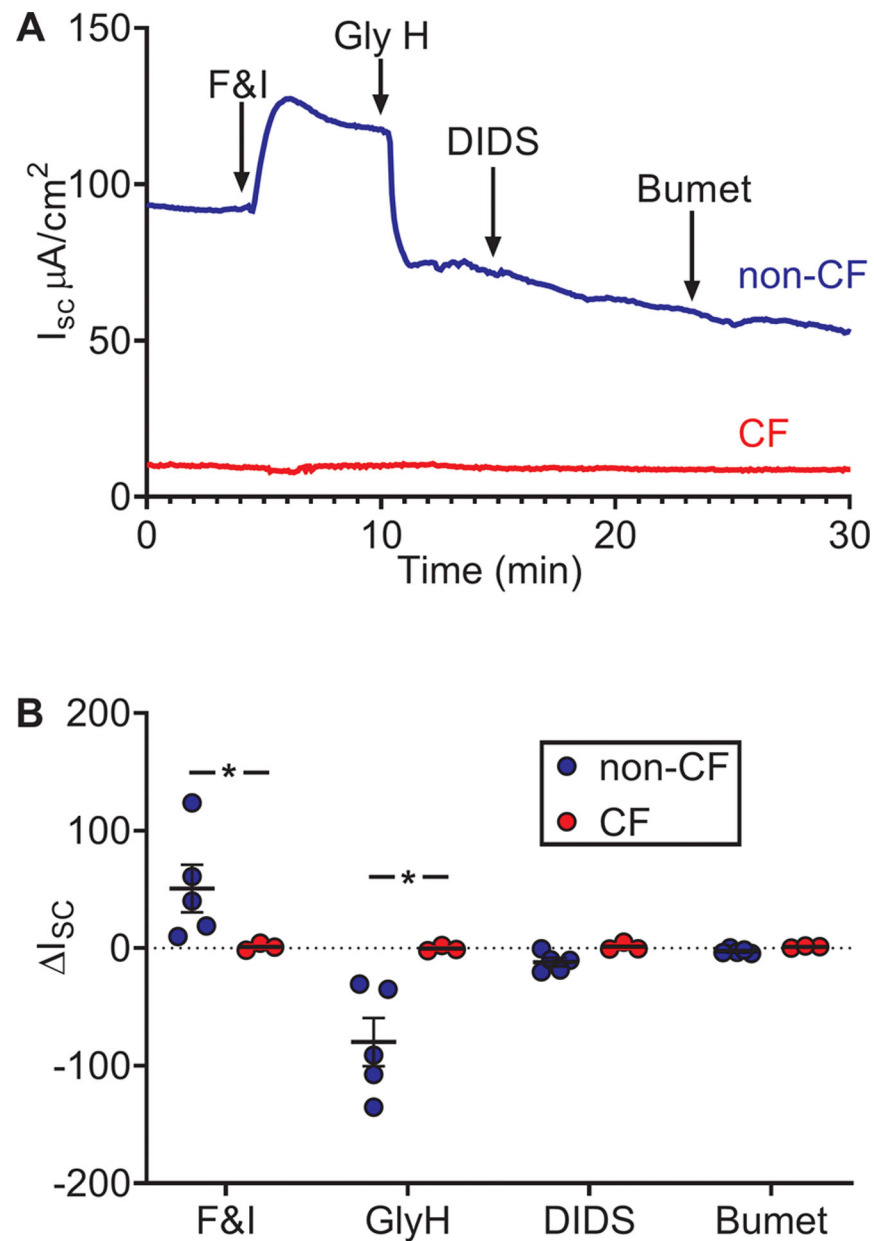 A
150
Gly H
F&I
DIDS
100
Bumet
non-CF
Isc µA/cm²
50
CF
0
0 10 20 30
Time (min)
B
200
non-CF
*
CF
100
*
ΔISC
0
-100
-200
F&I GlyH DIDS Bumet